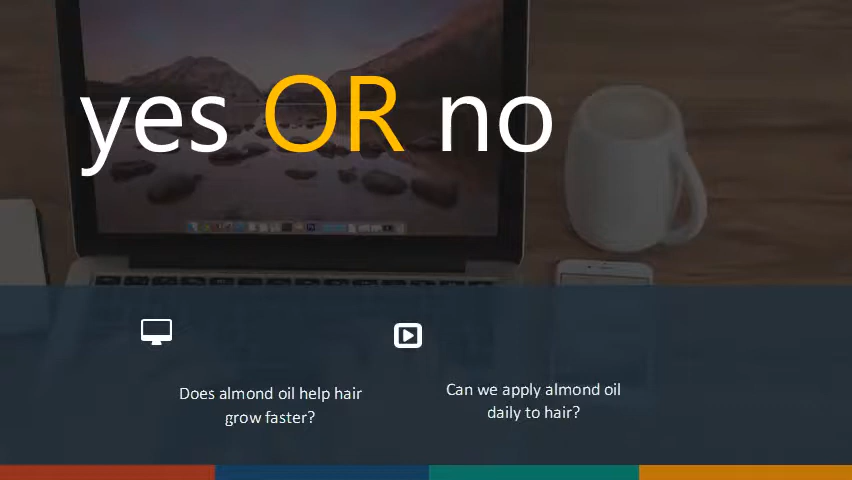 yes OR no
Does almond oil help hair
grow faster?
Can we apply almond oil
daily to hair?